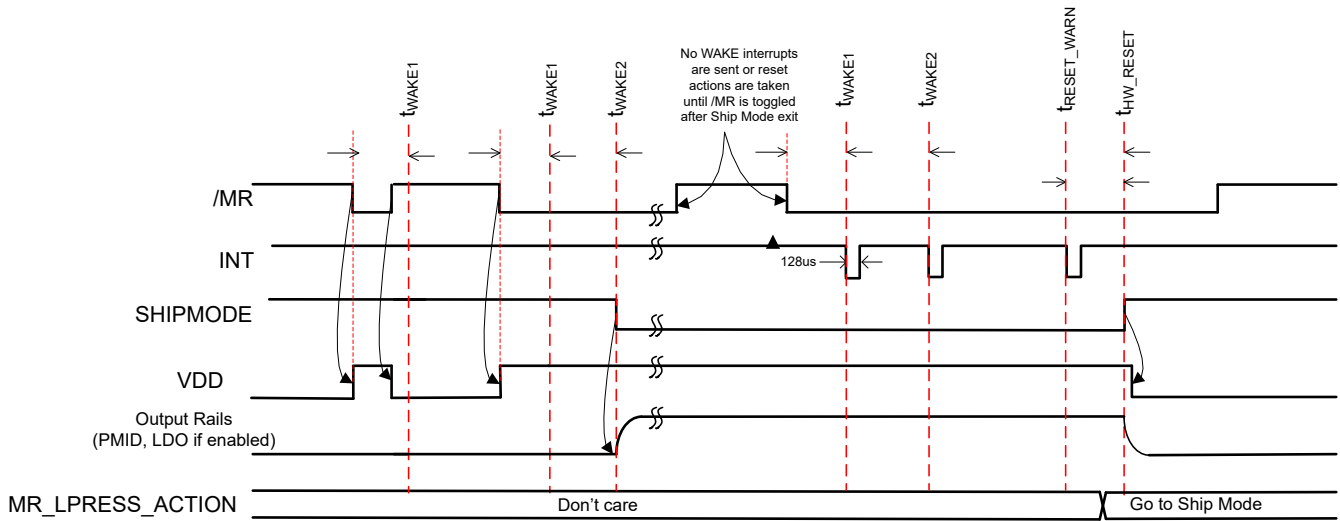 tWAKE1
tWAKE1
tWAKE2
No WAKE interrupts
are sent or reset
actions are taken
until /MR is toggled
after Ship Mode exit
tWAKE1
tWAKE2
tRESET_WARN
tHW_RESET
/MR
INT
128us
SHIPMODE
VDD
Output Rails
(PMID, LDO if enabled)
MR_LPRESS_ACTION
Don't care
Go to Ship Mode